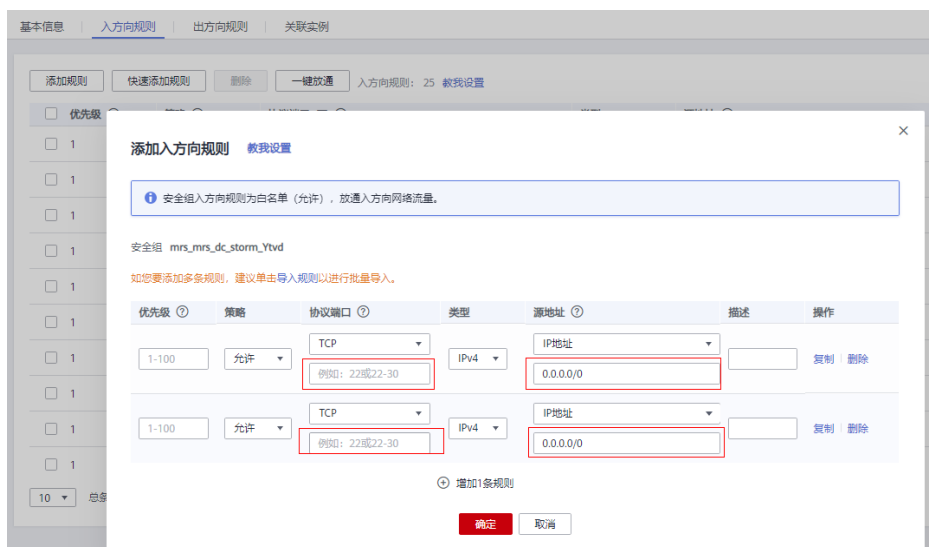 基本信息 入方向规则 出方向规则 关联实例
添加规则 快速添加规则 删除 一键放通 入方向规则： 25 教我设置
优先级
1
添加入方向规则 教我设置
1
安全组入方向规则为白名单（允许），放通入方向网络流量。
1
1
安全组 mrs_mrs_dc_storm_Ytvd
1
如您要添加多条规则，建议单击导入规则以进行批量导入。
优先级 策略 协议端口 类型 源地址 描述 操作
1
TCP IP地址
1 1-100 允许 IPv4 复制 删除
例如：22或22-30 0.0.0.0/0
1
TCP IP地址
1 1-100 允许 IPv4 复制 删除
例如：22或22-30 0.0.0.0/0
1
增加1条规则
10
确定 取消